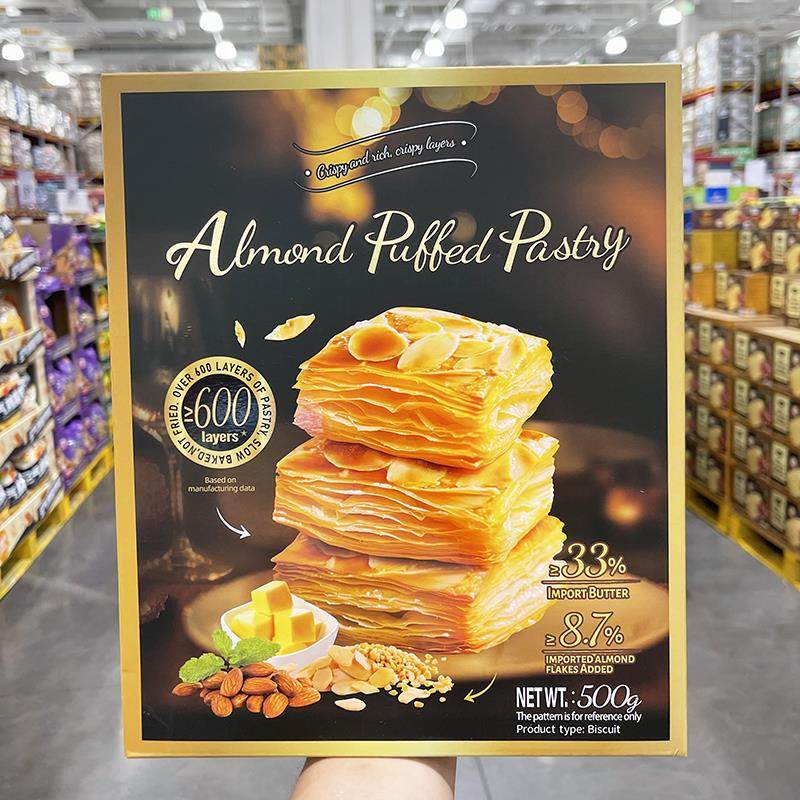 • Crispy and rich, crispy layers •
Almond Puffed Pastry
OVER 600 LAYERS OF PASTRY, SLOW BAKED, NOT FRIED.
≥600
layers*
Based on
manufacturing data
≥33%
IMPORT BUTTER
≥8.7%
IMPORTED ALMOND
FLAKES ADDED
NET WT.:500g
The pattern is for reference only
Product type: Biscuit